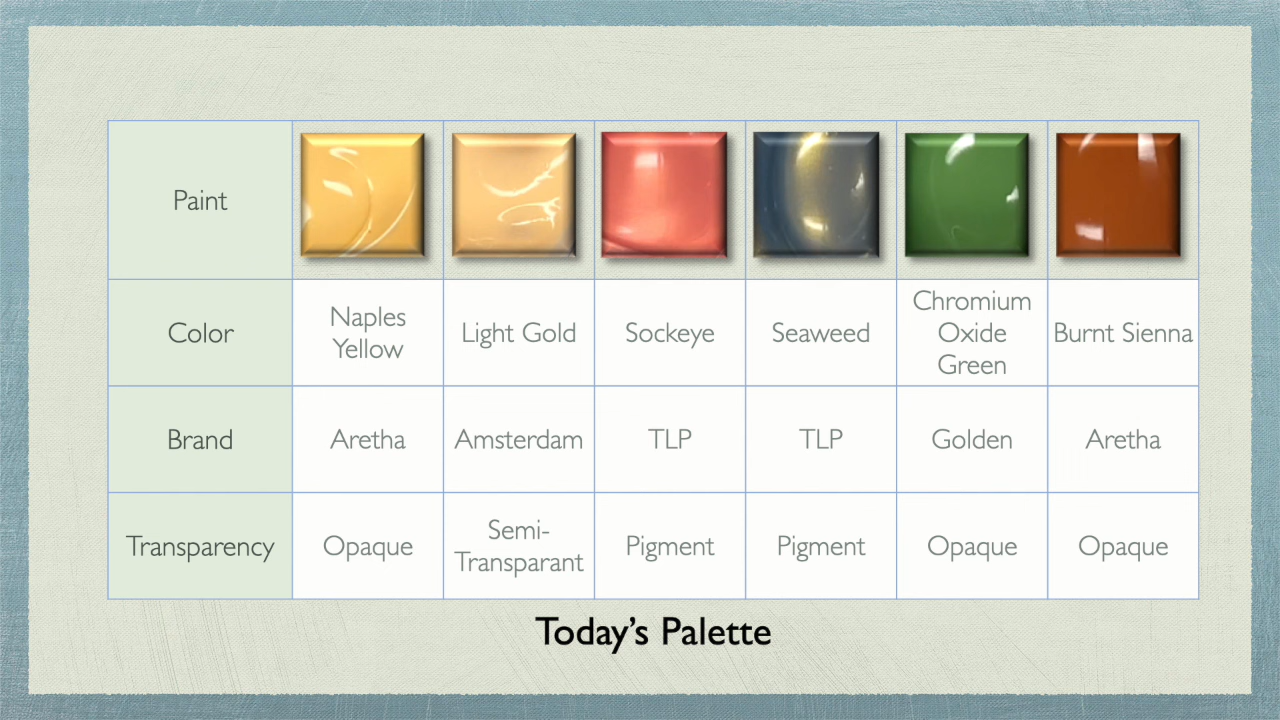 Paint
Color
Naples
Yellow
Light Gold
Sockeye
Seaweed
Chromium
Oxide
Green
Burnt Sienna
Brand
Aretha
Amsterdam
TLP
TLP
Golden
Aretha
Transparency
Opaque
Semi-
Transparant
Pigment
Pigment
Opaque
Opaque
Today's Palette